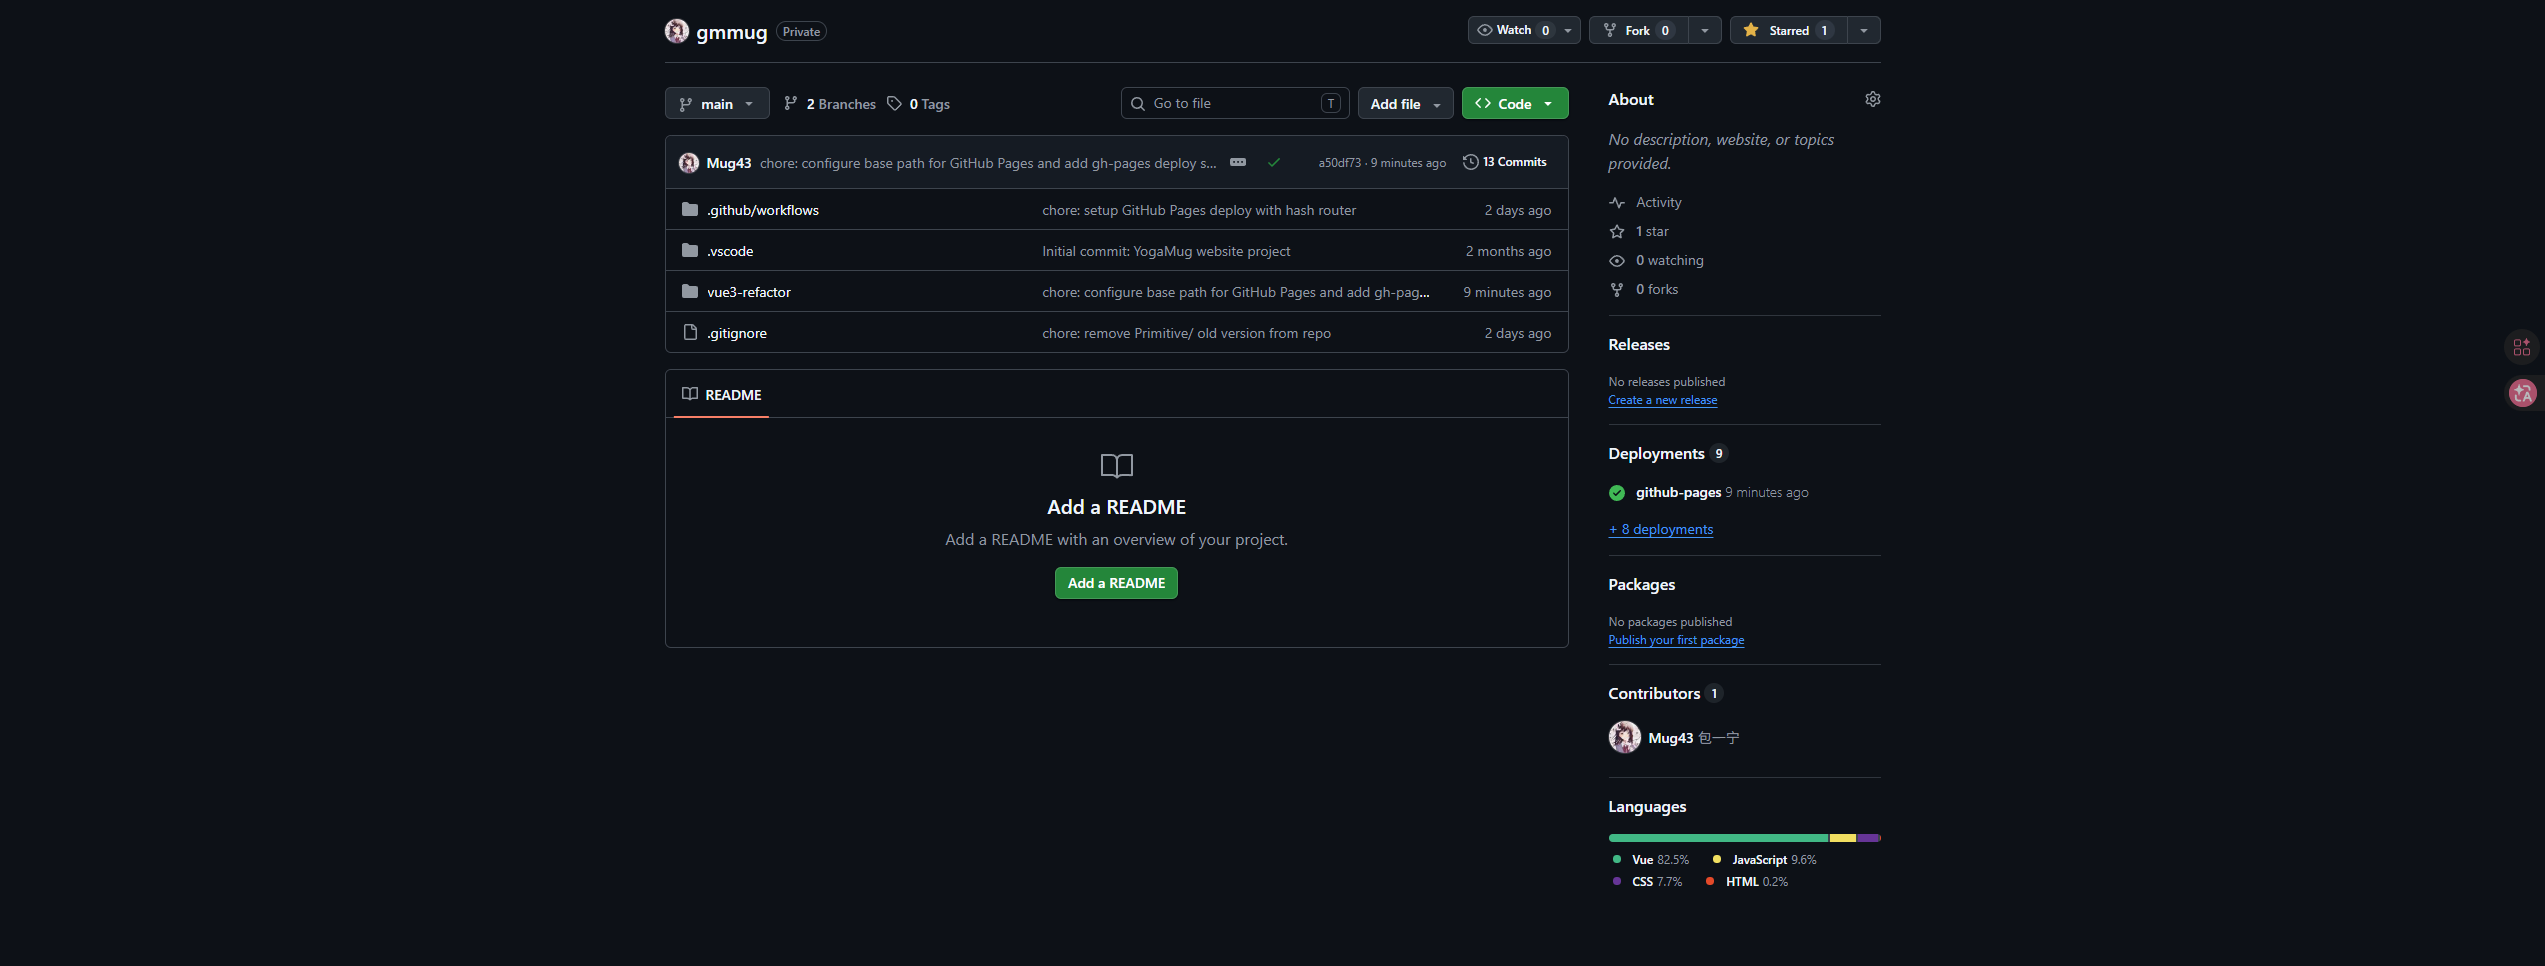 gmmug Private
Watch 0 Fork 0 Starred 1
main 2 Branches 0 Tags Go to file T Add file Code
Mug43 chore: configure base path for GitHub Pages and add gh-pages deploy s... a50df73 · 9 minutes ago 13 Commits
.github/workflows chore: setup GitHub Pages deploy with hash router 2 days ago
.vscode Initial commit: YogaMug website project 2 months ago
vue3-refactor chore: configure base path for GitHub Pages and add gh-pag... 9 minutes ago
.gitignore chore: remove Primitive/ old version from repo 2 days ago
README
Add a README
Add a README with an overview of your project.
Add a README
About
No description, website, or topics
provided.
Activity
1 star
0 watching
0 forks
Releases
No releases published
Create a new release
Deployments 9
github-pages 9 minutes ago
+ 8 deployments
Packages
No packages published
Publish your first package
Contributors 1
Mug43 包一宁
Languages
Vue 82.5% JavaScript 9.6%
CSS 7.7% HTML 0.2%